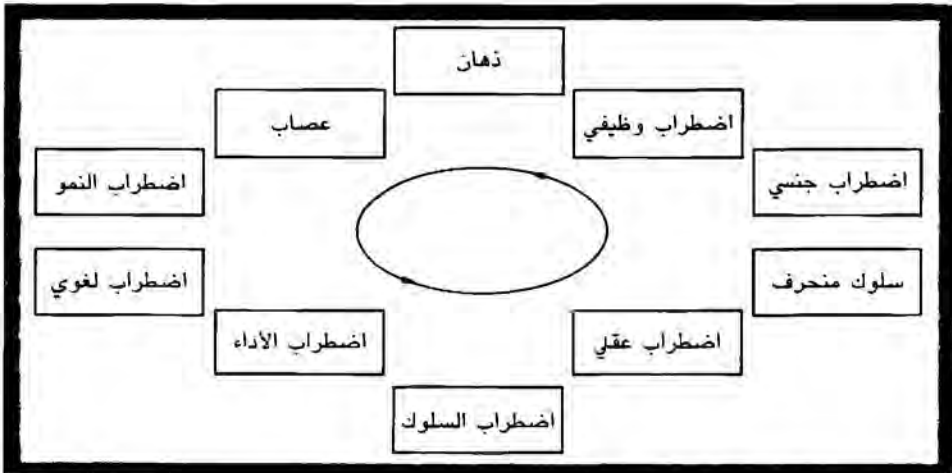 ذهان
اضطراب وظيفي
عصاب
اضطراب جنسي
اضطراب النمو
سلوك منحرف
اضطراب لغوي
اضطراب عقلي
اضطراب الأداء
اضطراب السلوك